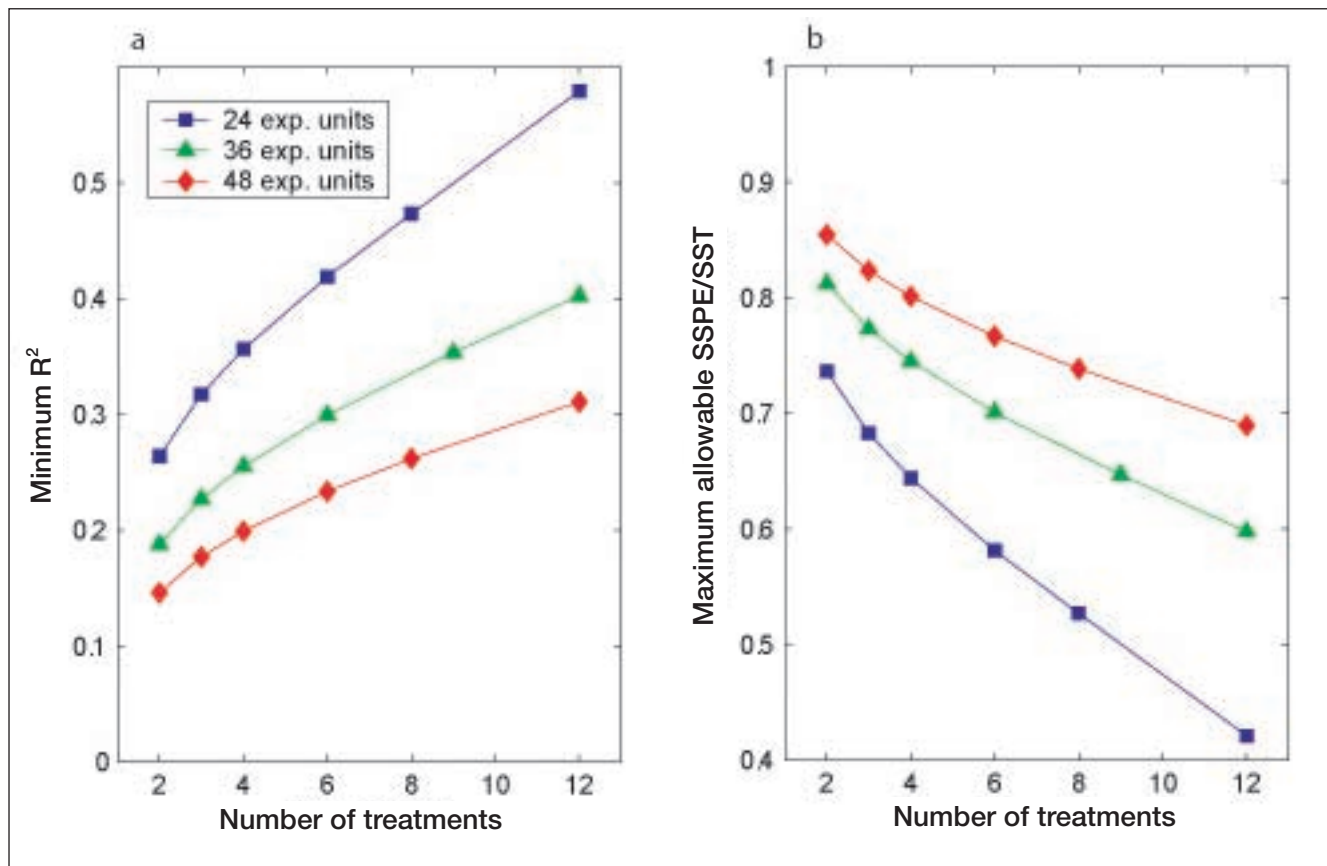 a
Minimum R²
0.5
0.4
0.3
0.2
0.1
0
24 exp. units
36 exp. units
48 exp. units
2 4 6 8 10 12
Number of treatments
b
Maximum allowable SSPE/SST
1
0.9
0.8
0.7
0.6
0.5
0.4
2 4 6 8 10 12
Number of treatments